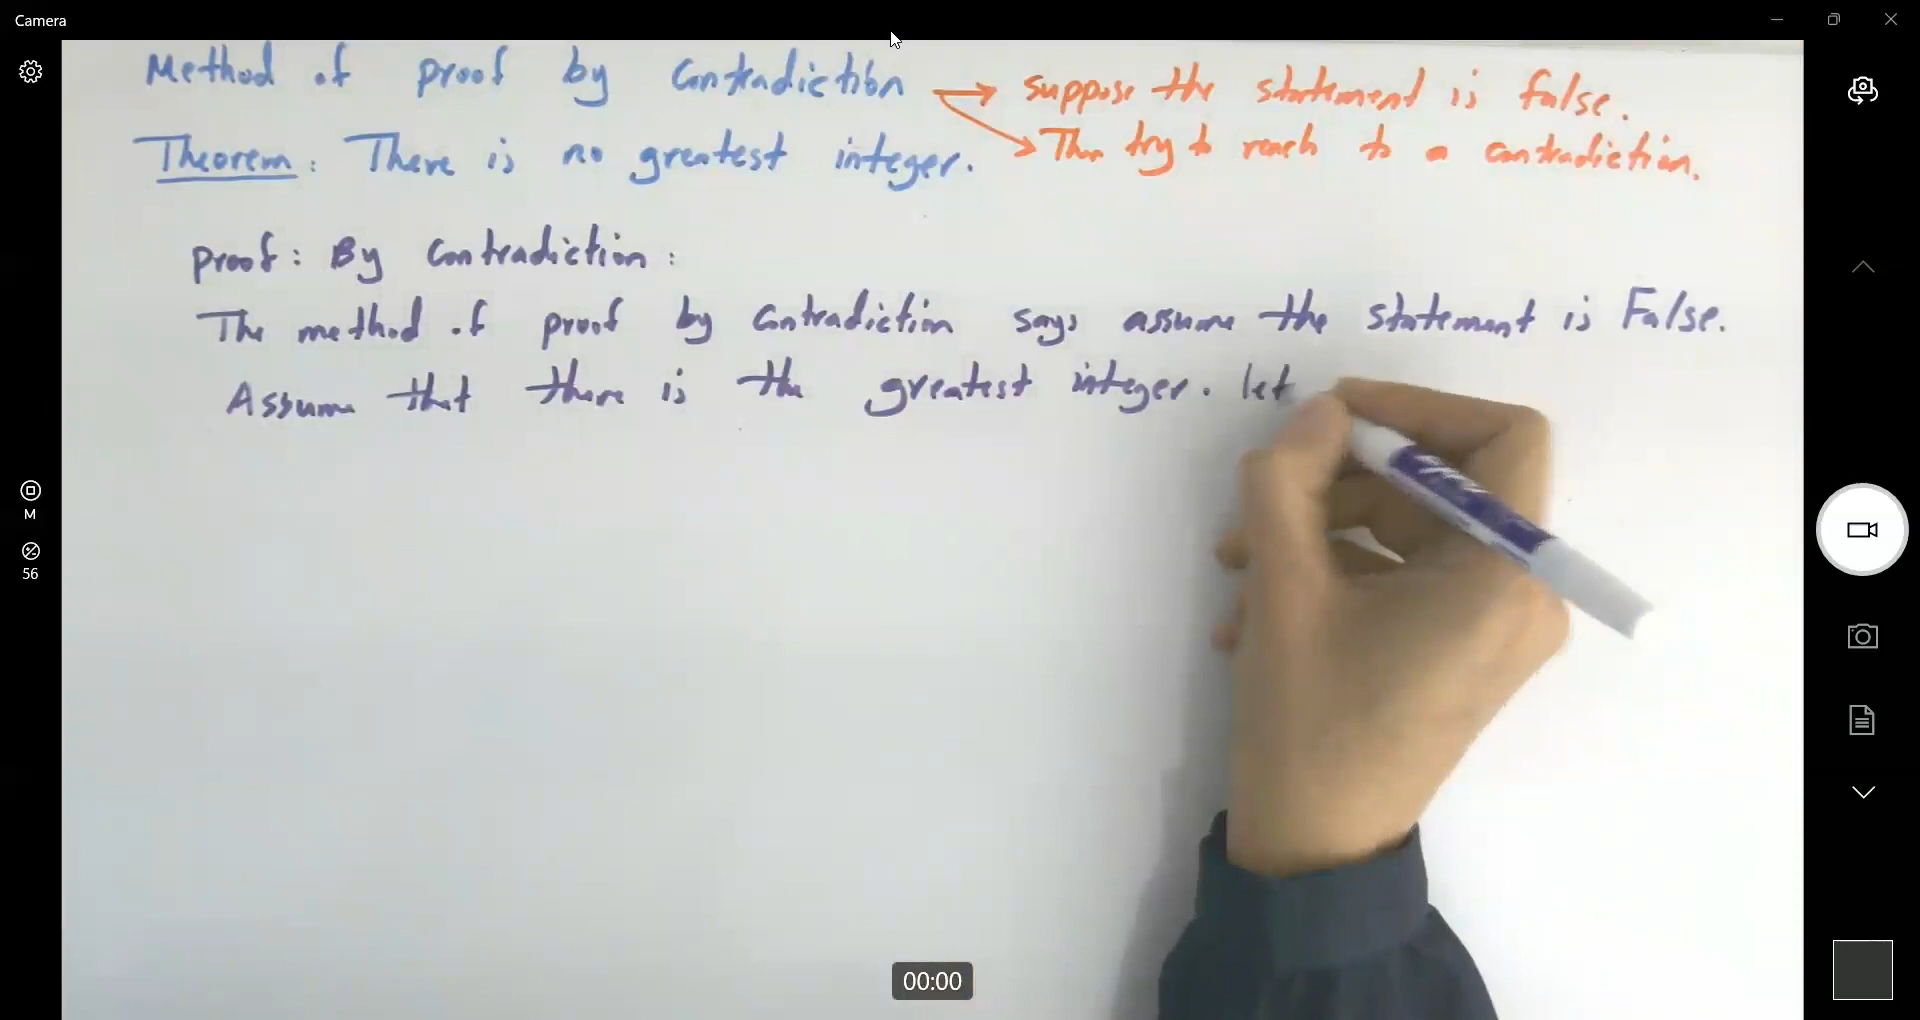 Camera
Method of proof by Contradiction → suppose the statement is false.
→ Then try to reach to a contradiction.
Theorem: There is no greatest integer.
proof: By Contradiction:
The method of proof by Contradiction says assume the statement is False.
Assume that there is the greatest integer. let
M
56
00:00